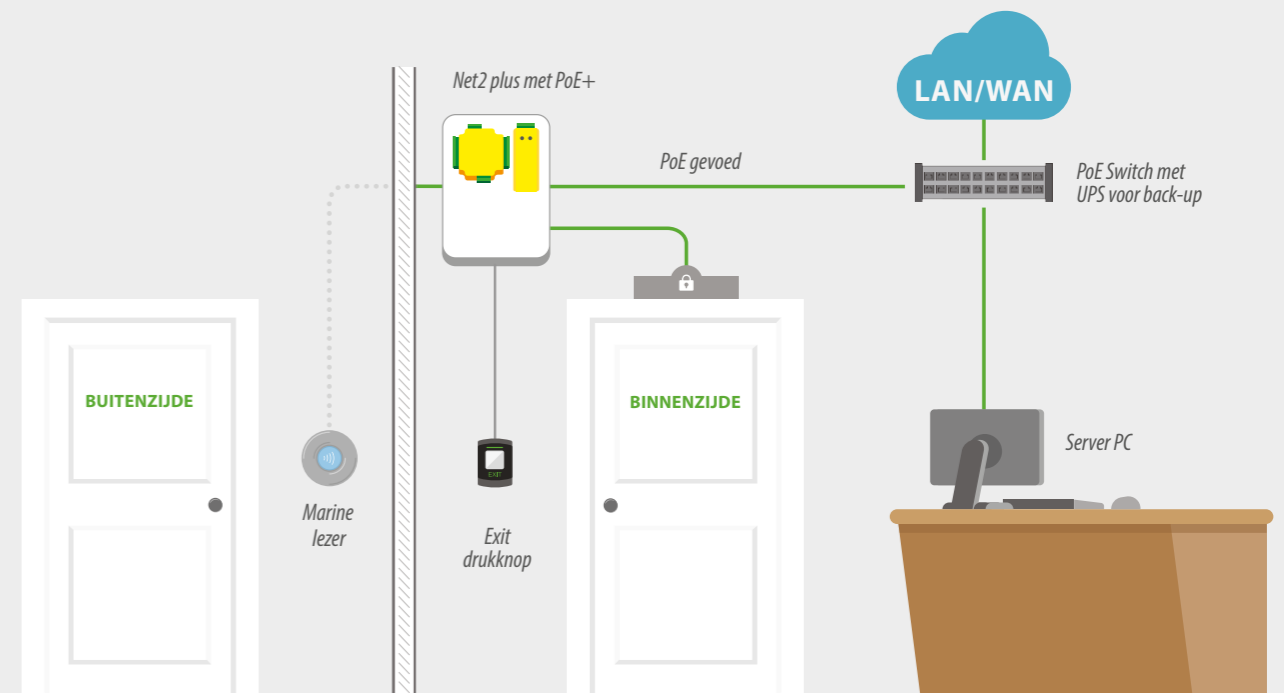 Net2 plus met PoE+
LAN/WAN
PoE gevoed
PoE Switch met
UPS voor back-up
BUITENZIJDE
BINNENZIJDE
Server PC
EXIT
Marine
lezer
Exit
drukknop